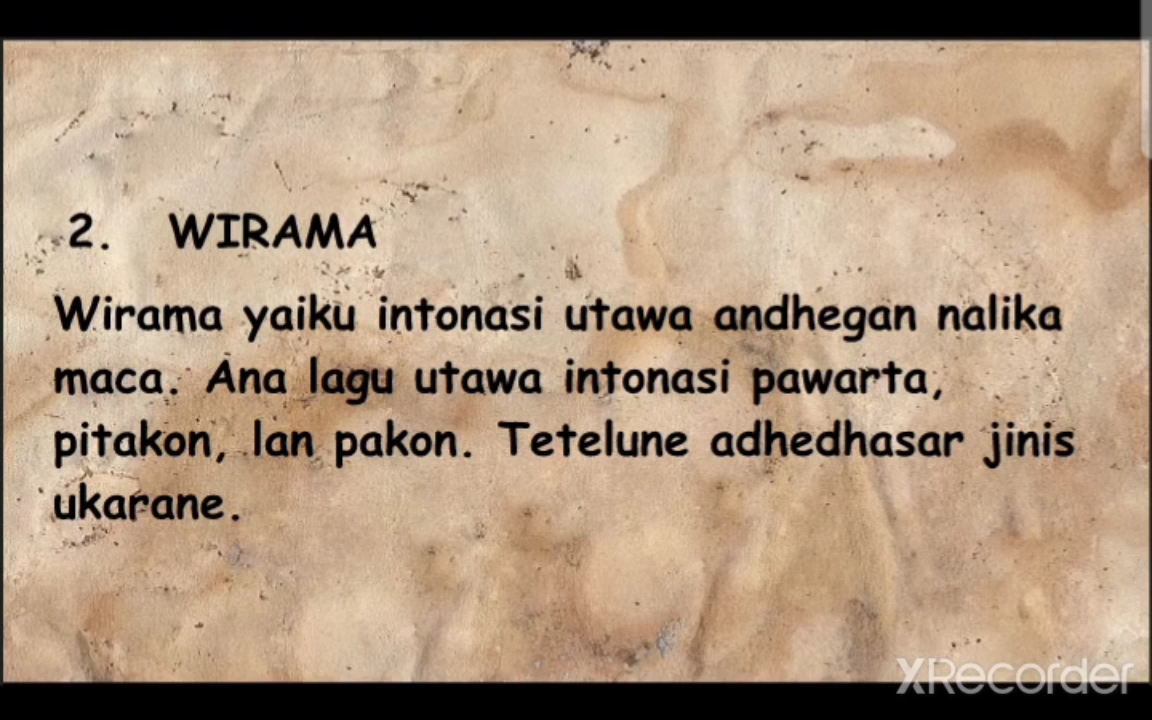 2. WIRAMA
Wirama yaiku intonasi utawa andhegan nalika
maca. Ana lagu utawa intonasi pawarta,
pitakon, lan pakon. Tetelune adhedhasar jinis
ukarane.
XRecorder